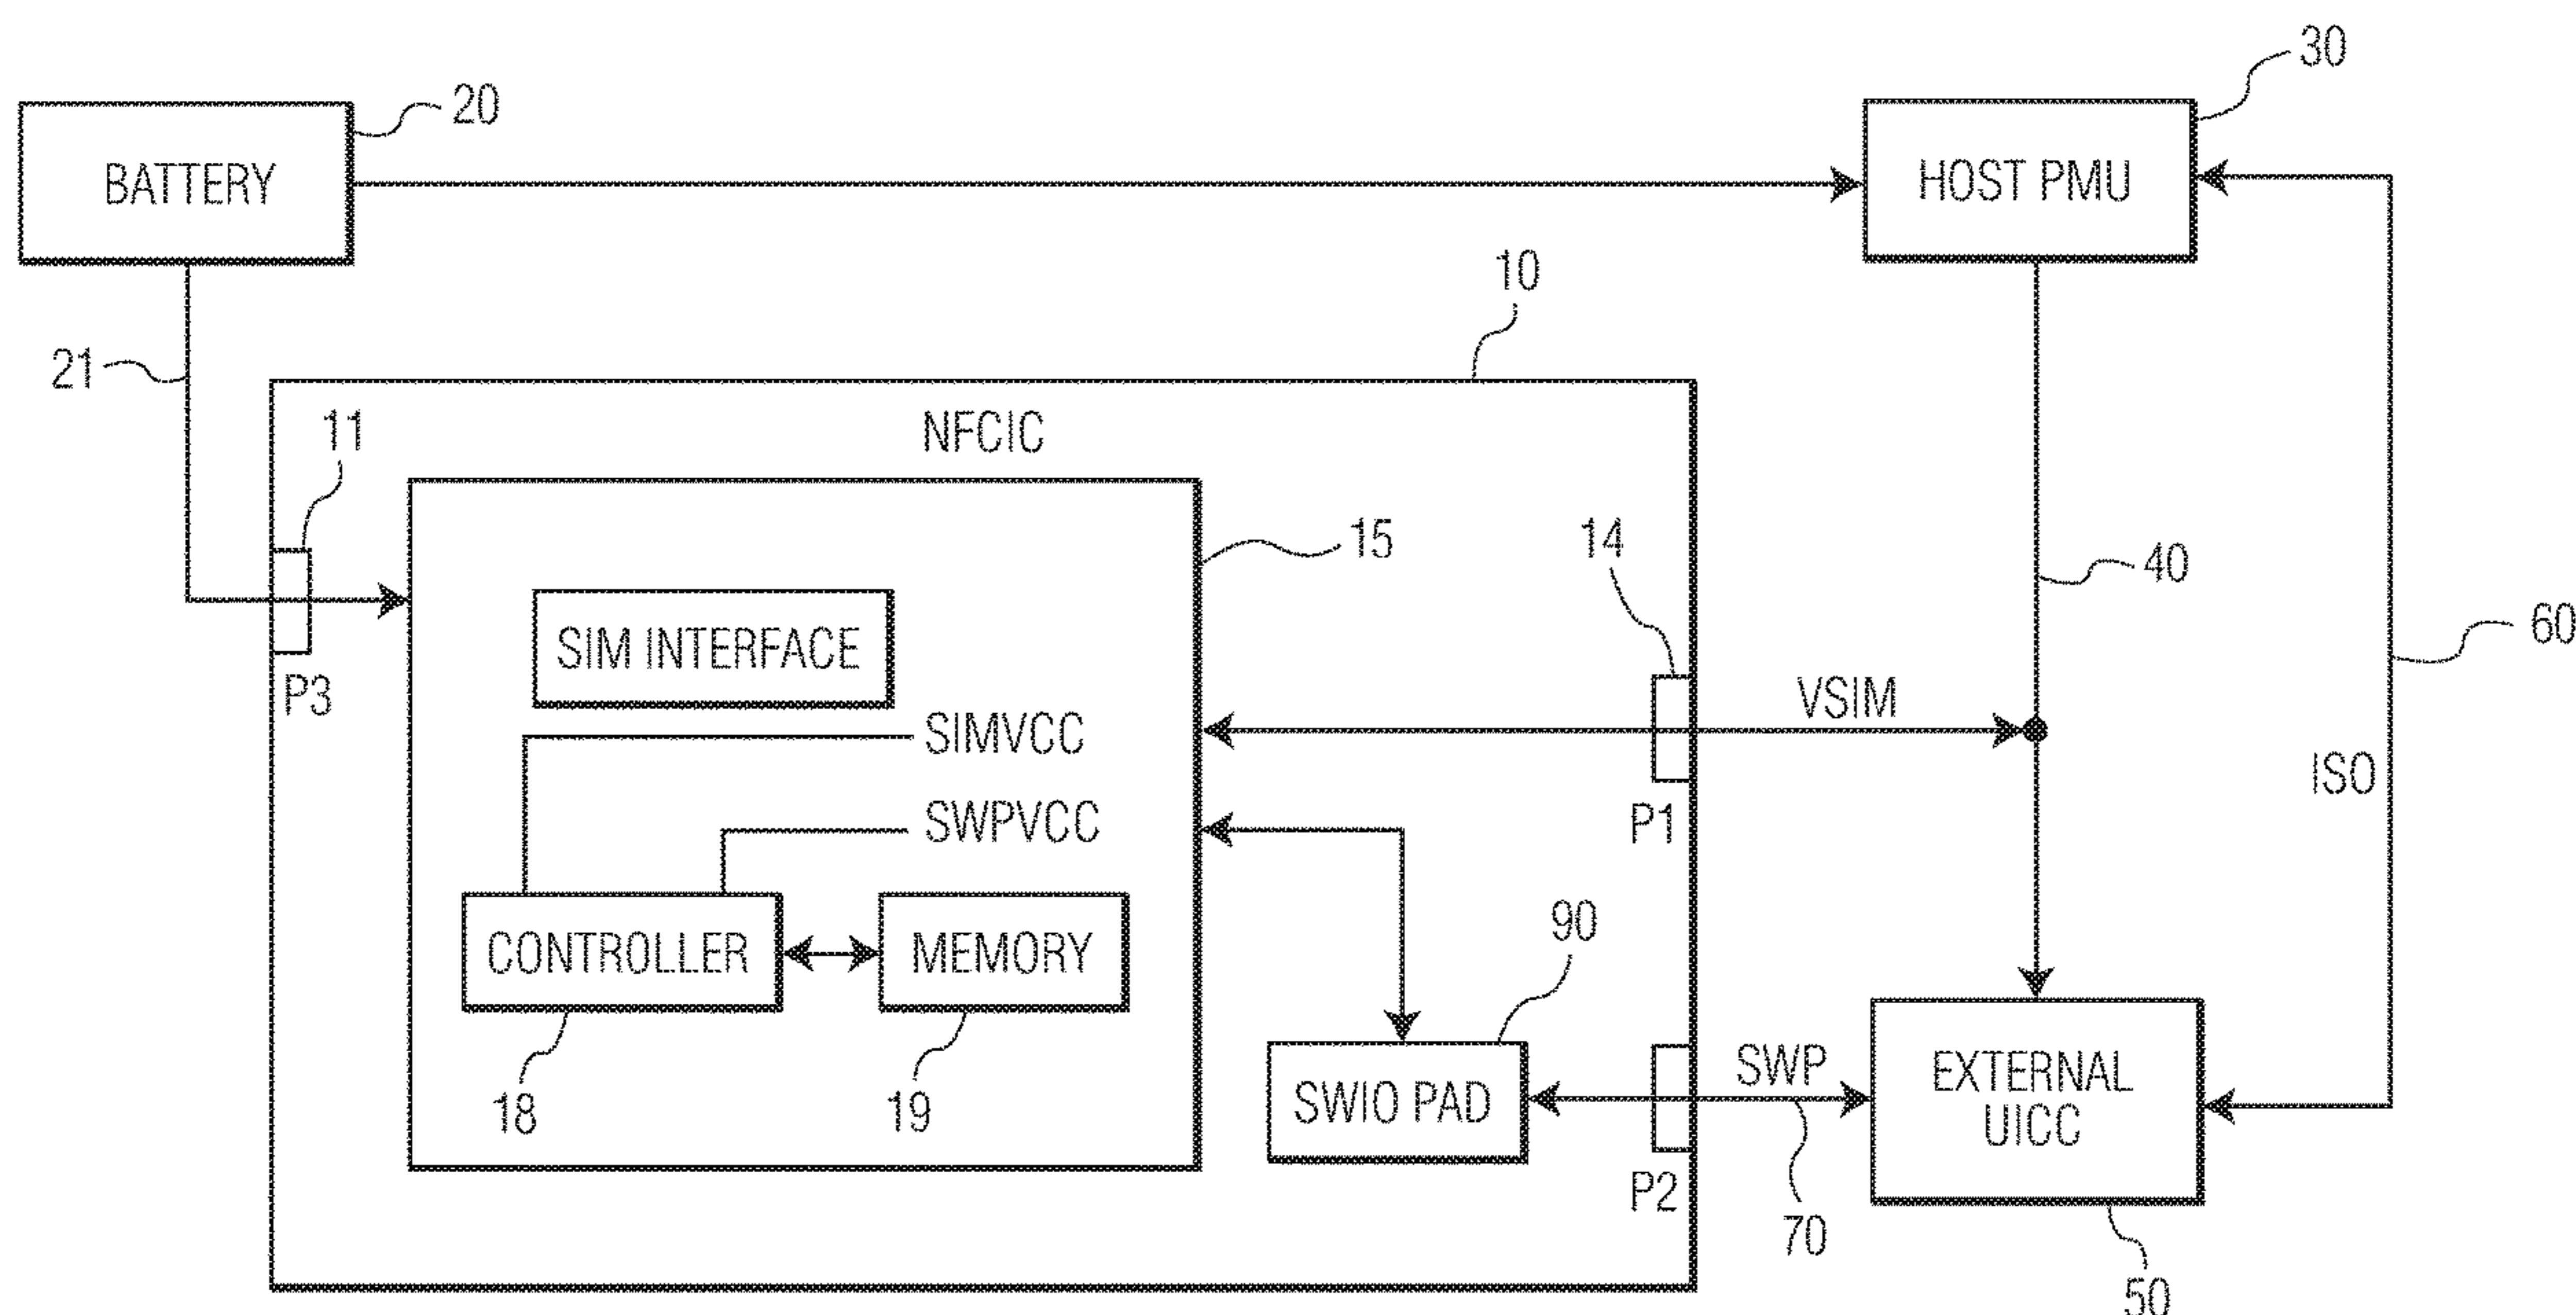 30
20
BATTERY
HOST PMU
10
21
11
NFCIC
15
14
40
SIM INTERFACE
60
P3
VSIM
SIMVCC
ISO
SWPVCC
P1
90
CONTROLLER
MEMORY
SWP
EXTERNAL
UICC
SWIO PAD
18
19
P2
70
50